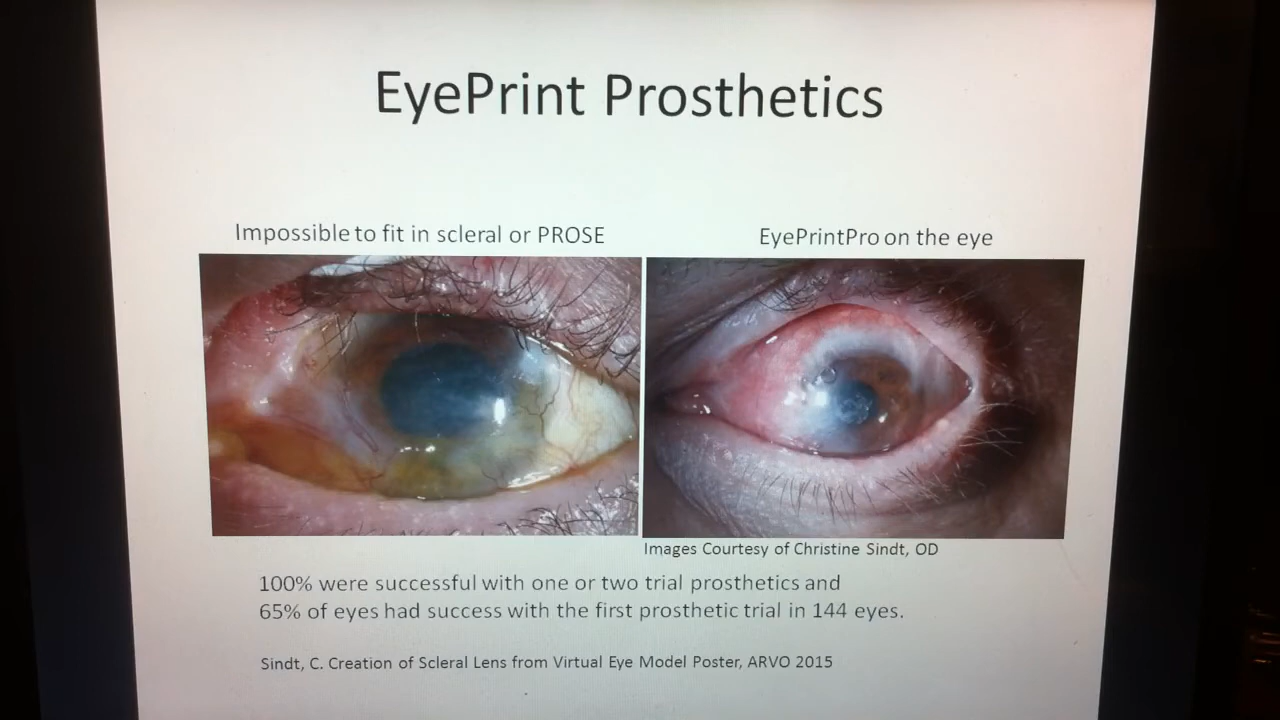 EyePrint Prosthetics
Impossible to fit in scleral or PROSE
EyePrintPro on the eye
Images Courtesy of Christine Sindt, OD
100% were successful with one or two trial prosthetics and
65% of eyes had success with the first prosthetic trial in 144 eyes.
Sindt, C. Creation of Scleral Lens from Virtual Eye Model Poster, ARVO 2015